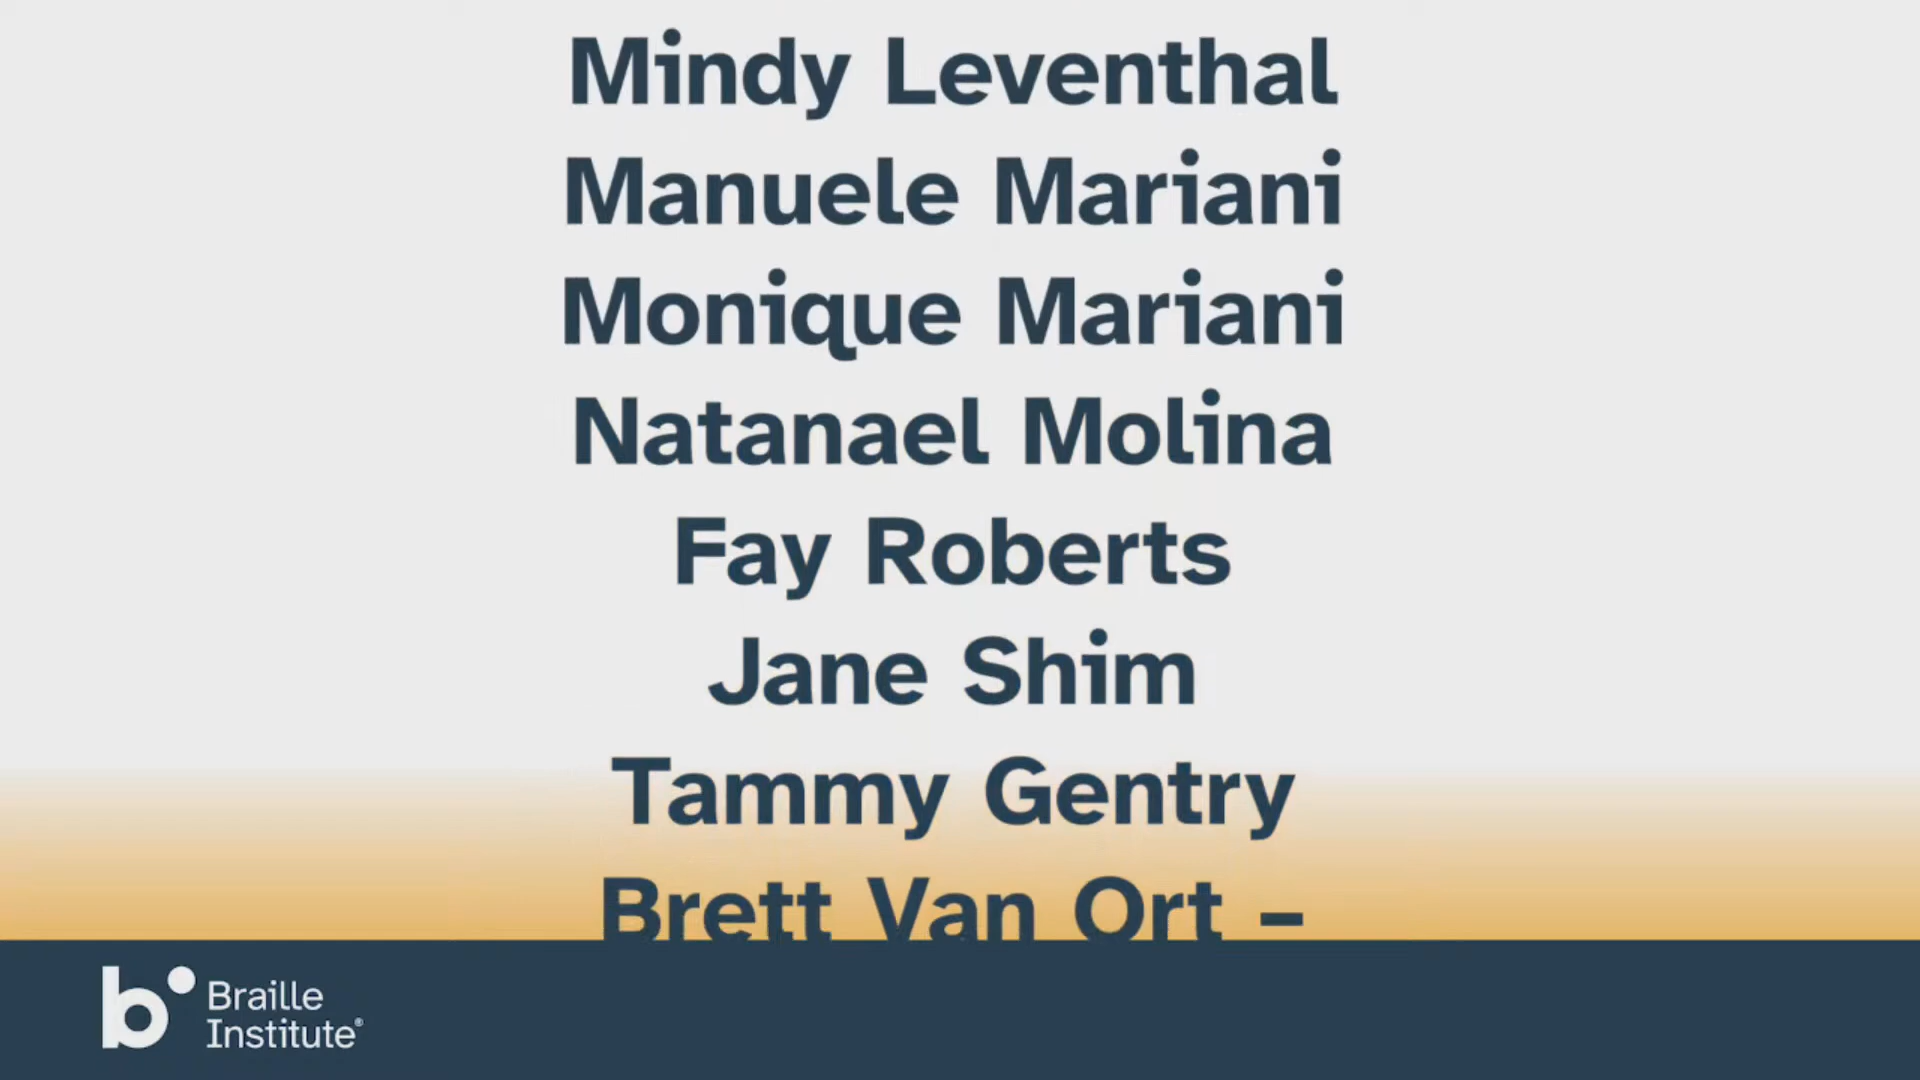 Mindy Leventhal
Manuele Mariani
Monique Mariani
Natanael Molina
Fay Roberts
Jane Shim
Tammy Gentry
Brett Van Ort –
b Braille
Institute®